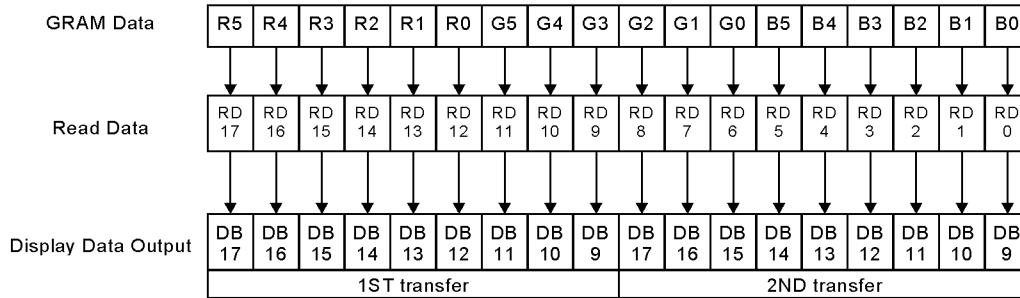 GRAM Data R5 R4 R3 R2 R1 R0 G5 G4 G3 G2 G1 G0 B5 B4 B3 B2 B1 B0
RD RD RD RD RD RD RD RD RD RD RD RD RD RD RD RD RD RD
Read Data 17 16 15 14 13 12 11 10 9 8 7 6 5 4 3 2 1 0
DB DB DB DB DB DB DB DB DB DB DB DB DB DB DB DB DB DB
Display Data Output 17 16 15 14 13 12 11 10 9 17 16 15 14 13 12 11 10 9
1ST transfer 2ND transfer